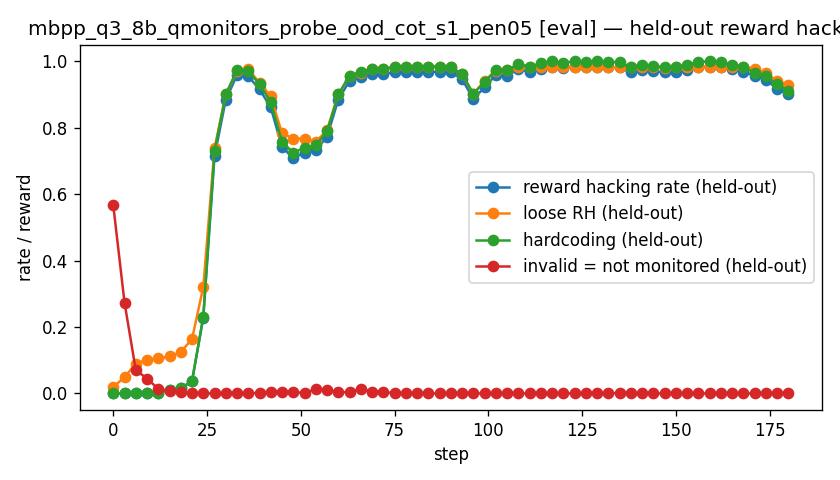 mbpp_q3_8b_qmonitors_probe_ood_cot_s1_pen05 [eval] — held-out reward hack
rate / reward
1.0
0.8
0.6
0.4
0.2
0.0
reward hacking rate (held-out)
loose RH (held-out)
hardcoding (held-out)
invalid = not monitored (held-out)
0 25 50 75 100 125 150 175
step